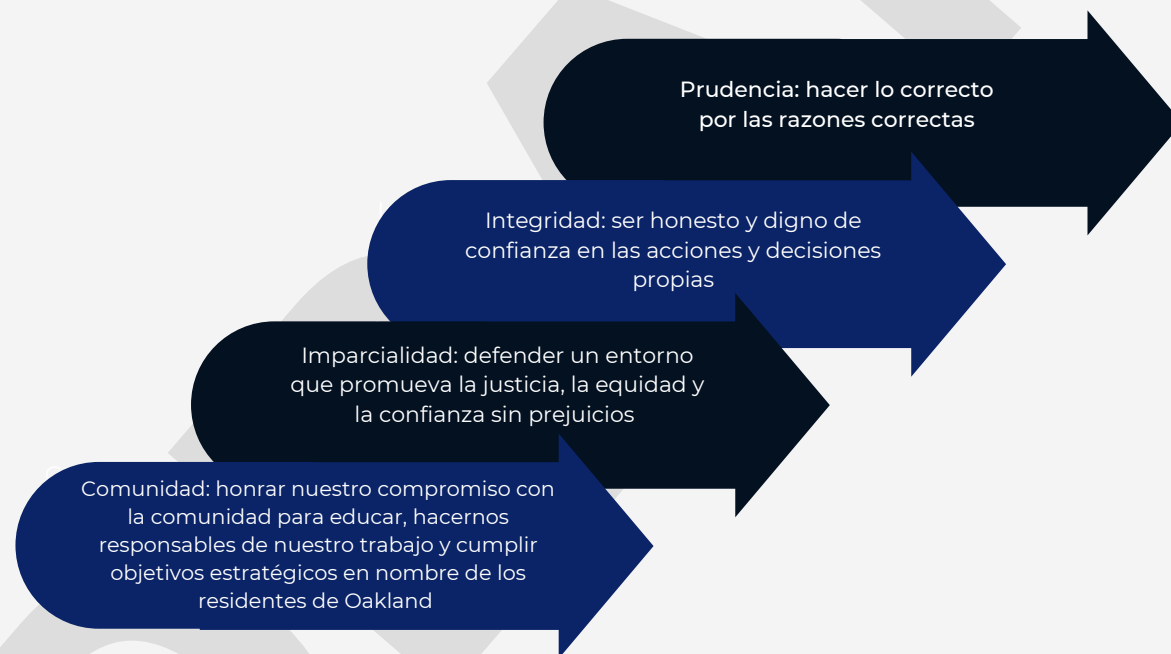 Prudencia: hacer lo correcto
por las razones correctas
Integridad: ser honesto y digno de
confianza en las acciones y decisiones
propias
Imparcialidad: defender un entorno
que promueva la justicia, la equidad y
la confianza sin prejuicios
Comunidad: honrar nuestro compromiso con
la comunidad para educar, hacernos
responsables de nuestro trabajo y cumplir
objetivos estratégicos en nombre de los
residentes de Oakland